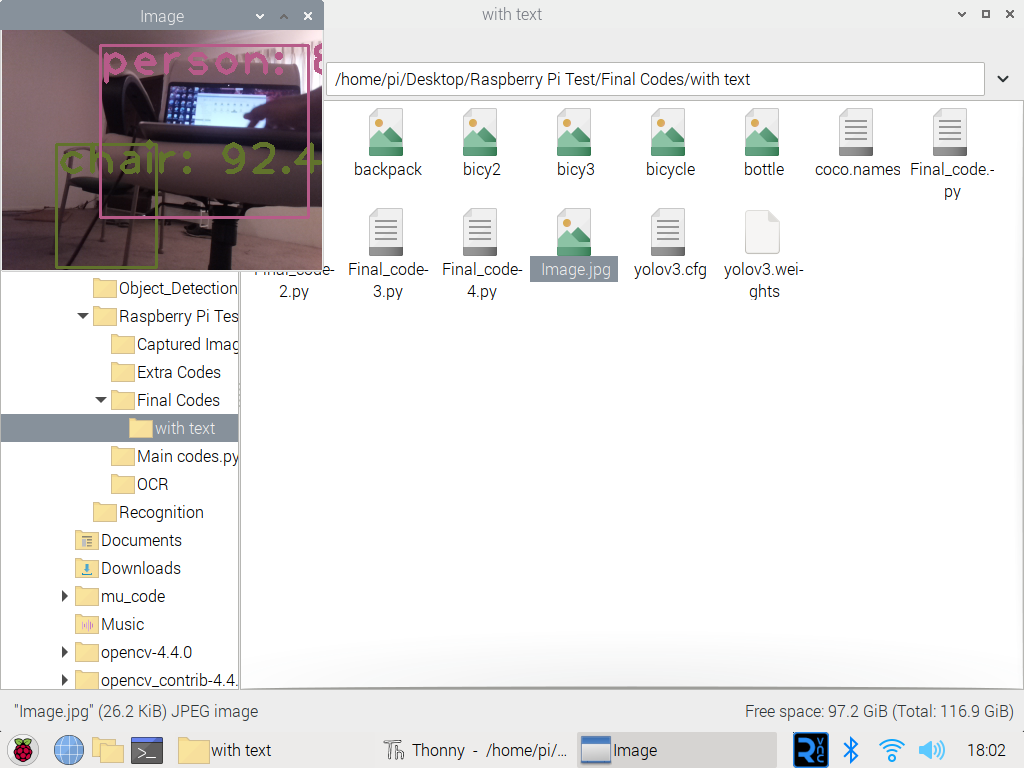 Image
with text
person: 8
chair: 92.4
/home/pi/Desktop/Raspberry Pi Test/Final Codes/with text
backpack
bicy2
bicy3
bicycle
bottle
coco.names
Final_code.-
py
Final_code-
2.py
Final_code-
3.py
Final_code-
4.py
Image.jpg
yolov3.cfg
yolov3.wei-
ghts
Object_Detection
Raspberry Pi Tes
Captured Imag
Extra Codes
Final Codes
with text
Main codes.py
OCR
Recognition
Documents
Downloads
mu_code
Music
opencv-4.4.0
opencv_contrib-4.4.
"Image.jpg" (26.2 KiB) JPEG image
Free space: 97.2 GiB (Total: 116.9 GiB)
with text
Thonny - /home/pi/...
Image
18:02